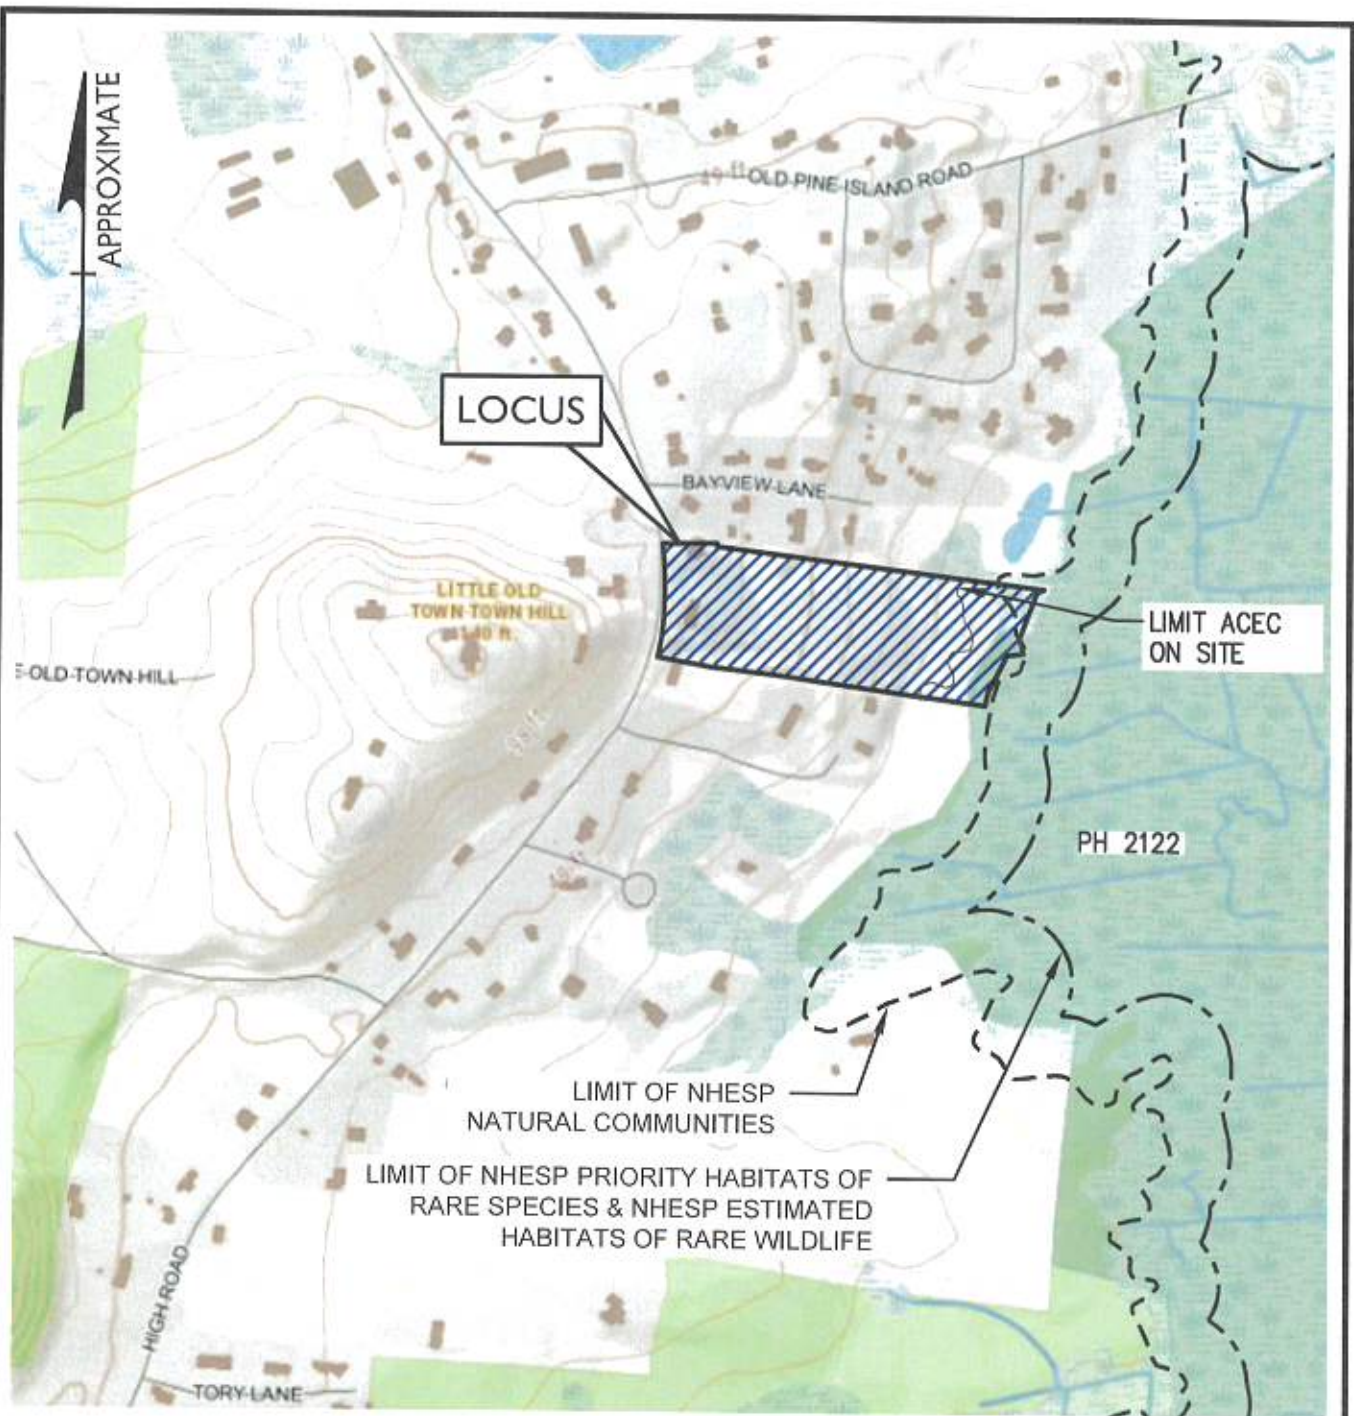 APPROXIMATE
OLD PINE ISLAND ROAD
LOCUS
BAYVIEW LANE
LITTLE OLD
TOWN TOWN HILL
140 ft.
LIMIT ACEC
ON SITE
OLD TOWN HILL
PH 2122
LIMIT OF NHESP
NATURAL COMMUNITIES
LIMIT OF NHESP PRIORITY HABITATS OF
RARE SPECIES & NHESP ESTIMATED
HABITATS OF RARE WILDLIFE
HIGH ROAD
TORY LANE